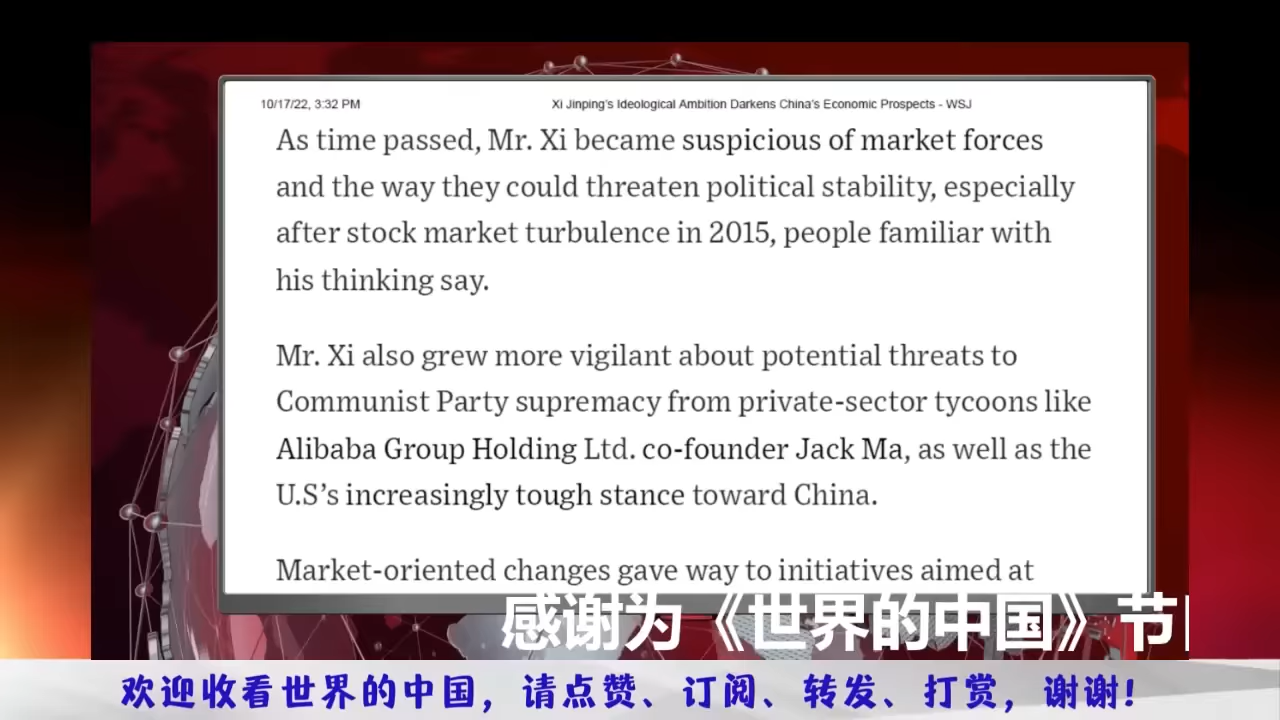 10/17/22, 3:32 PM
Xi Jinping's Ideological Ambition Darkens China's Economic Prospects - WSJ
As time passed, Mr. Xi became suspicious of market forces
and the way they could threaten political stability, especially
after stock market turbulence in 2015, people familiar with
his thinking say.
Mr. Xi also grew more vigilant about potential threats to
Communist Party supremacy from private-sector tycoons like
Alibaba Group Holding Ltd. co-founder Jack Ma, as well as the
U.S’s increasingly tough stance toward China.
Market-oriented changes gave way to initiatives aimed at
感谢为《世界的中国》节
欢迎收看世界的中国，请点赞、订阅、转发、打赏，谢谢！